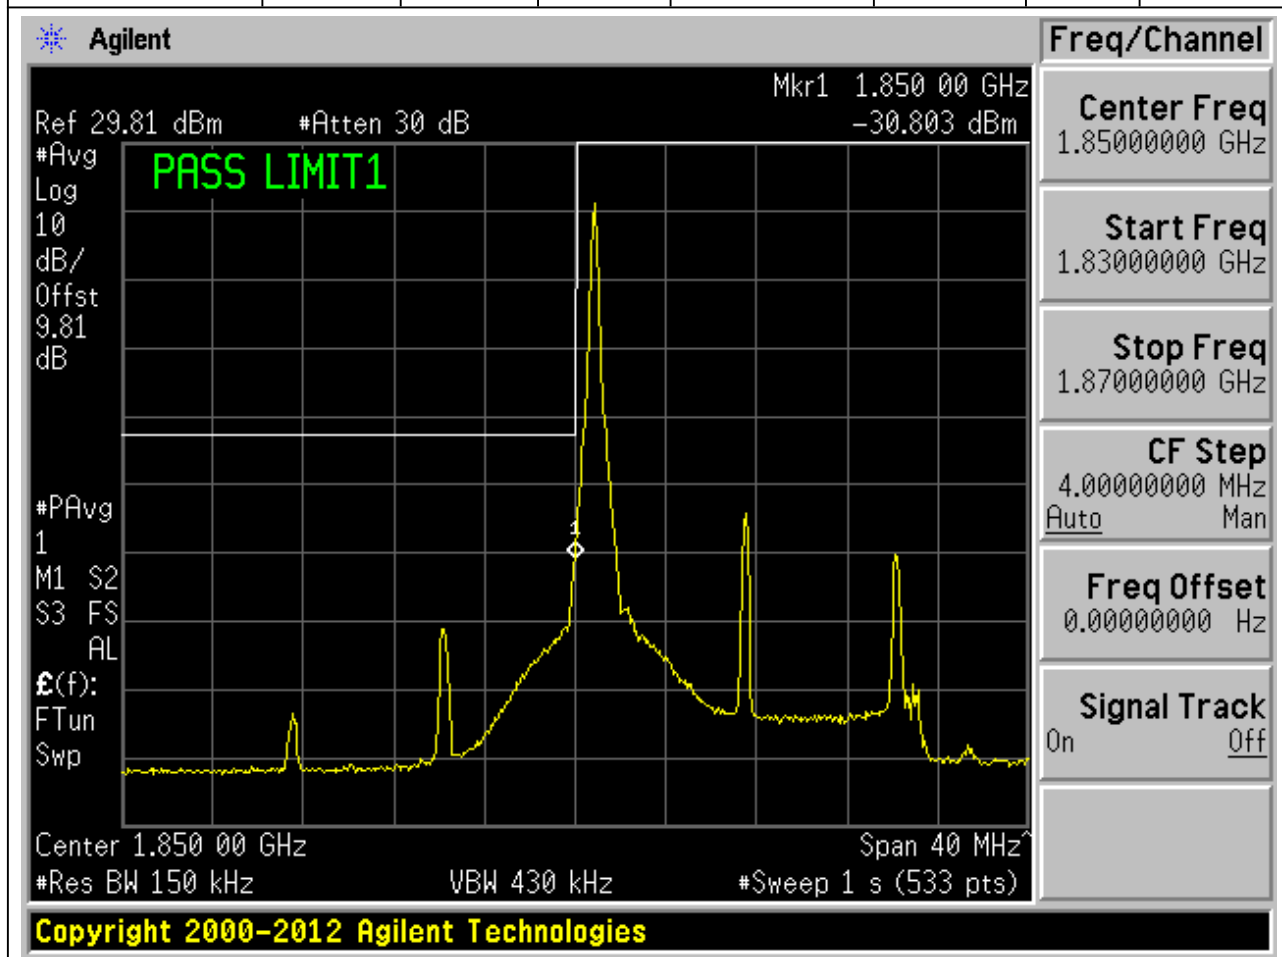 Agilent
Freq/Channel
Mkr1 1.850 00 GHz
Ref 29.81 dBm #Atten 30 dB -30.803 dBm
#Avg
Log
10
dB/
Offst
9.81
dB
PASS LIMIT1
#PAvg
1
M1 S2
S3 FS
AL
£(f):
FTun
Swp
1
Center 1.850 00 GHz Span 40 MHz^
#Res BW 150 kHz VBW 430 kHz #Sweep 1 s (533 pts)
Center Freq
1.85000000 GHz
Start Freq
1.83000000 GHz
Stop Freq
1.87000000 GHz
CF Step
4.00000000 MHz
Auto Man
Freq Offset
0.00000000 Hz
Signal Track
On Off
Copyright 2000-2012 Agilent Technologies